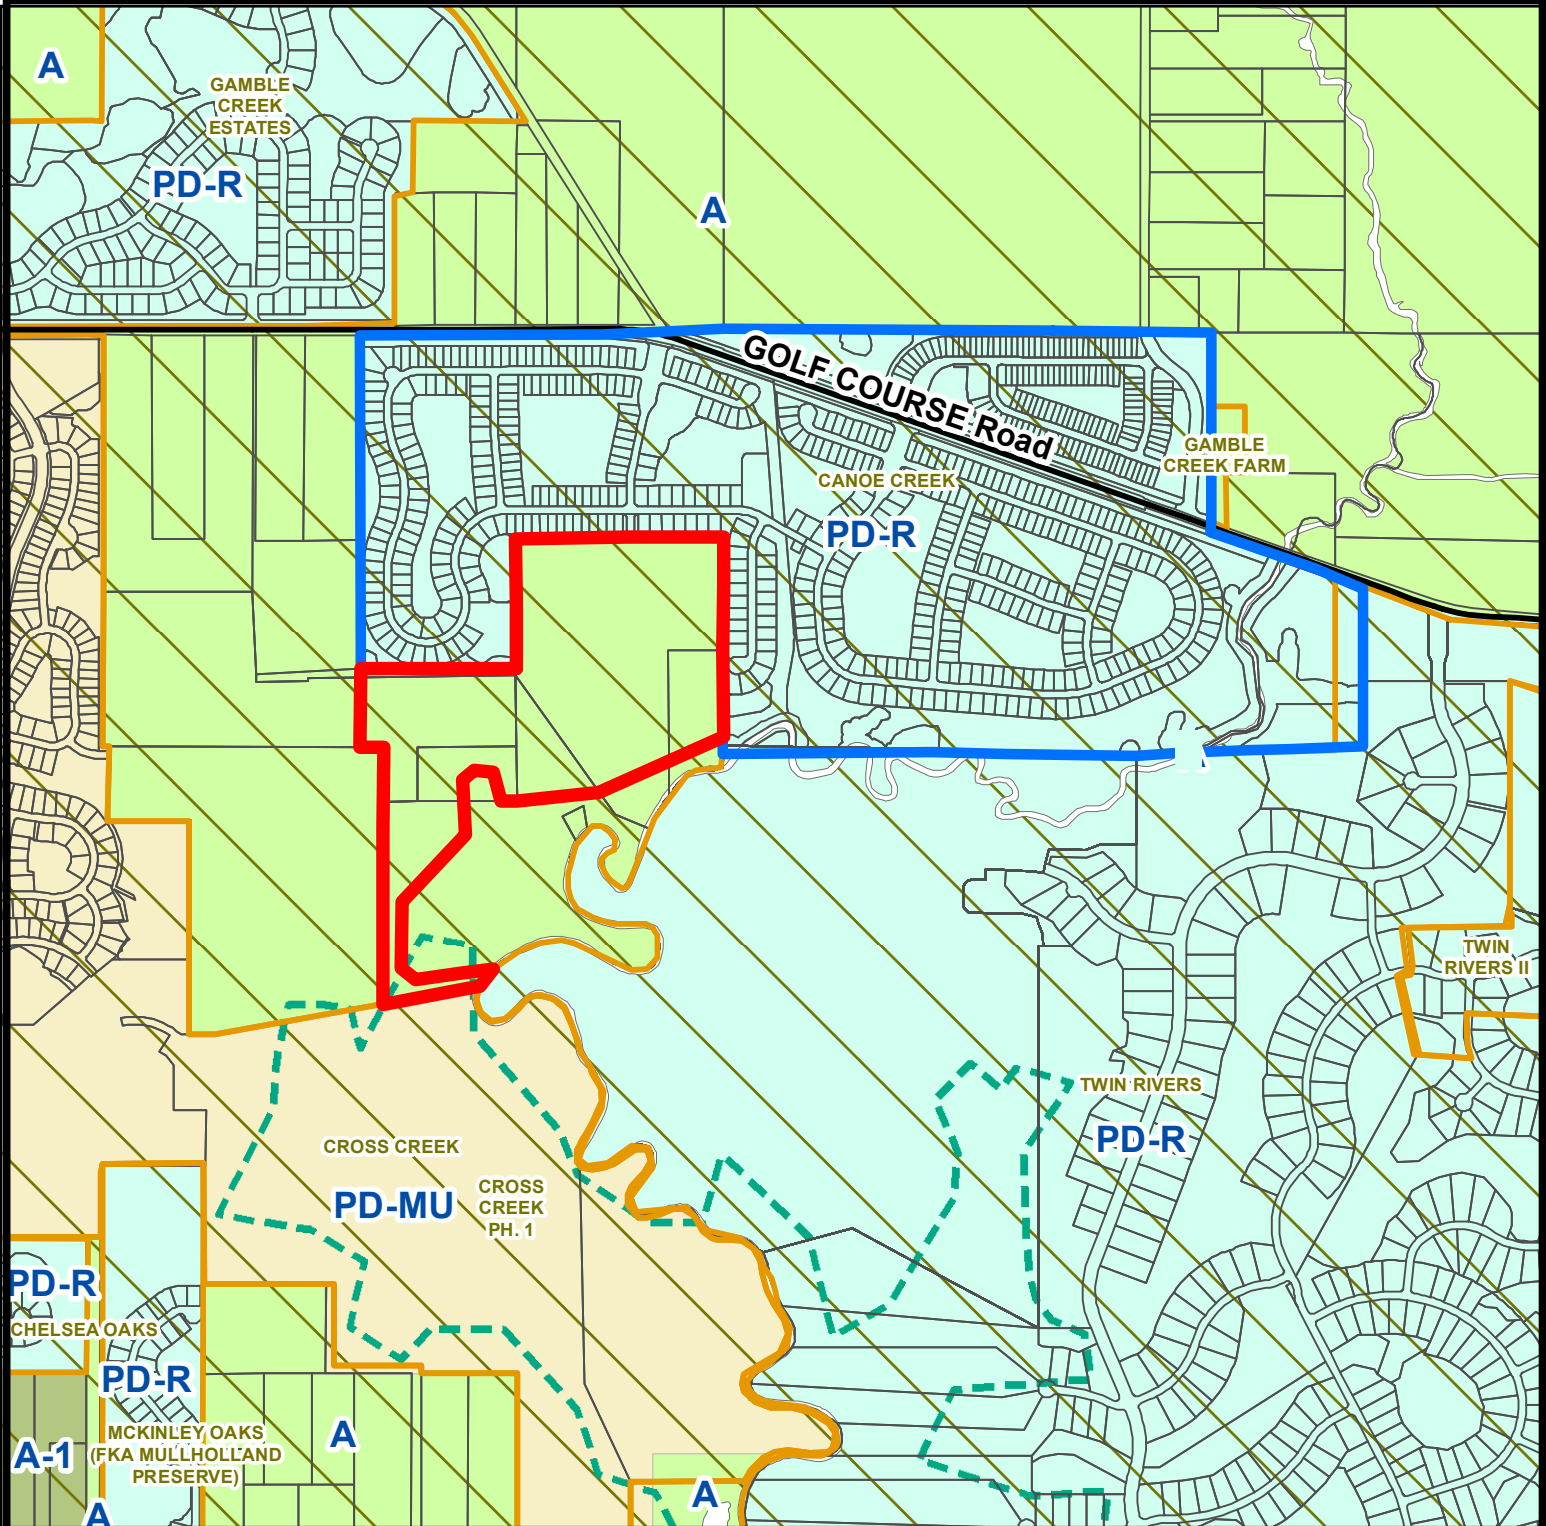 A
GAMBLE
CREEK
ESTATES
PD-R
A
GOLF COURSE Road
GAMBLE
CREEK FARM
CANOE CREEK
PD-R
TWIN
RIVERS II
TWIN RIVERS
PD-R
CROSS CREEK
PD-MU
CROSS
CREEK
PH. 1
PD-R
CHELSEA OAKS
PD-R
MCKINLEY OAKS
(FKA MULLHOLLAND
PRESERVE)
A
A-1
A
A